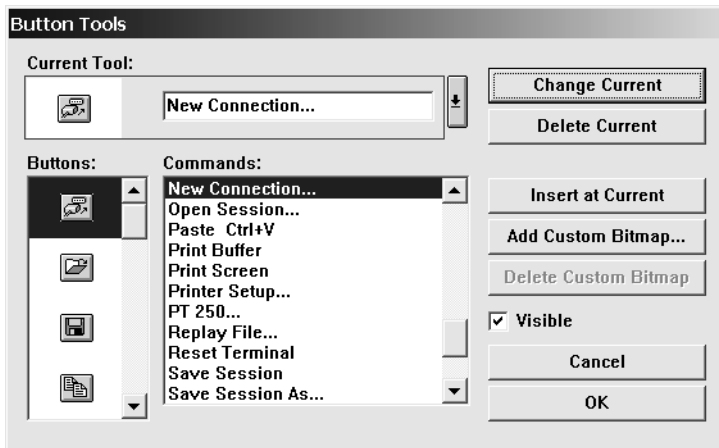 Button Tools
Current Tool:
New Connection...
Change Current
Delete Current
Buttons:
Commands:
New Connection...
Open Session...
Paste  Ctrl+V
Print Buffer
Print Screen
Printer Setup...
PT 250...
Replay File...
Reset Terminal
Save Session
Save Session As...
Insert at Current
Add Custom Bitmap...
Delete Custom Bitmap
Visible
Cancel
OK